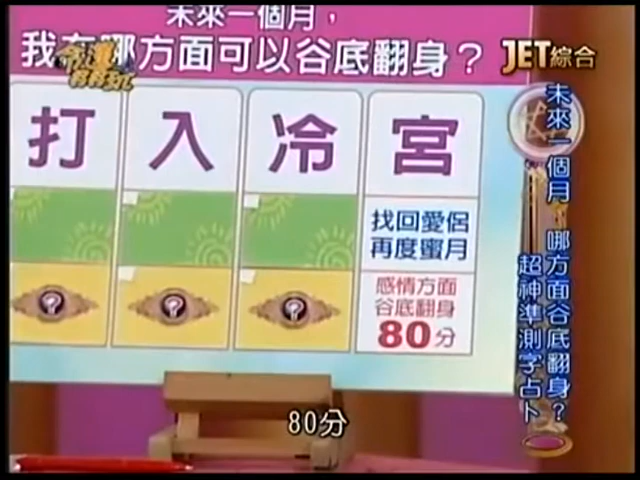 未來一個月，
我在哪方面可以谷底翻身？
JET綜合
打 入 冷 宮
找回愛侶
再度蜜月
感情方面
谷底翻身
80分
未來一個月，哪方面谷底翻身？
超神準測字占卜
80分